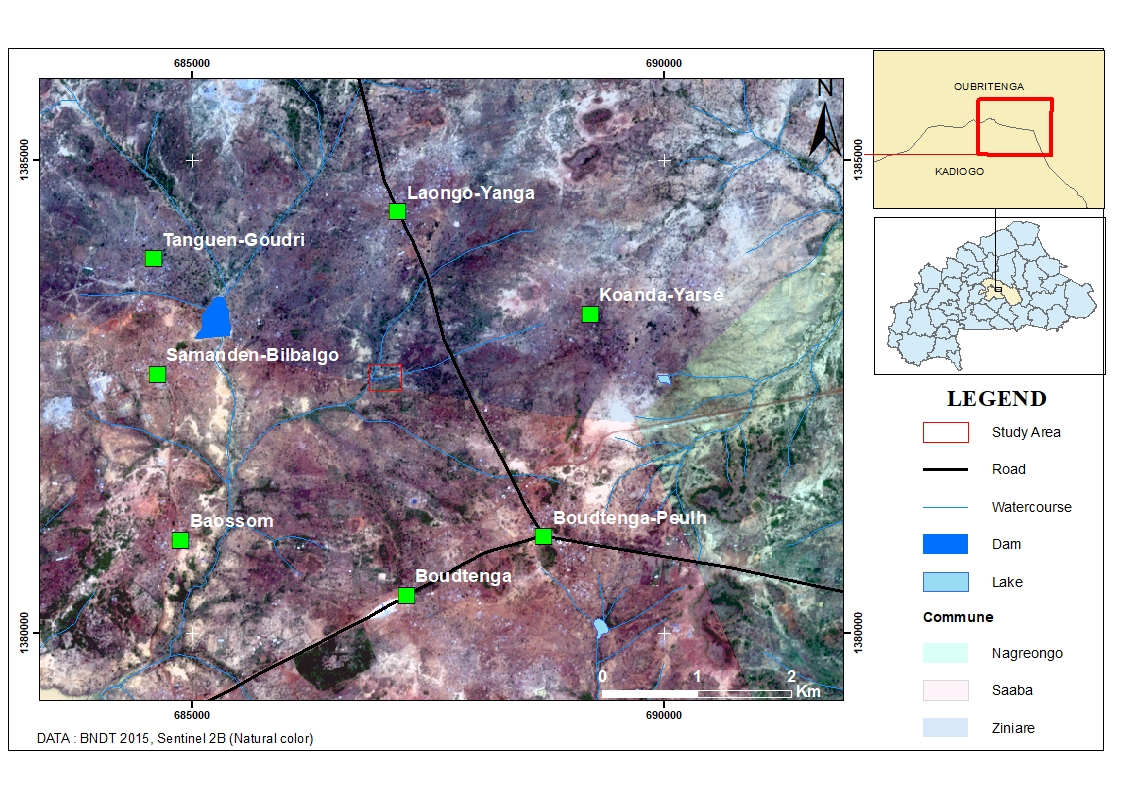 685000
690000
N
OUBRITENGA
KADIOGO
1385000
1385000
Laongo-Yanga
Tanguen-Goudri
Koanda-Yarsé
Samanden-Bilbalgo
Baossom
Boudtenga-Peulh
Boudtenga
1380000
1380000
0 1 2
Km
685000
690000
DATA : BNDT 2015, Sentinel 2B (Natural color)
LEGEND
Study Area
Road
Watercourse
Dam
Lake
Commune
Nagreongo
Saaba
Ziniare